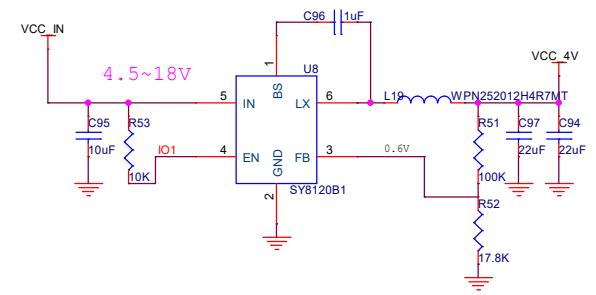 C96
1uF
VCC_IN
U8
VCC_4V
4.5~18V
1
BS
L19
WPN252012H4R7MT
5
IN
LX
6
C95
R53
R51
C97
C94
10uF
IO1
4
EN
FB
3
0.6V
22uF
22uF
10K
GND
100K
2
SY8120B1
R52
17.8K